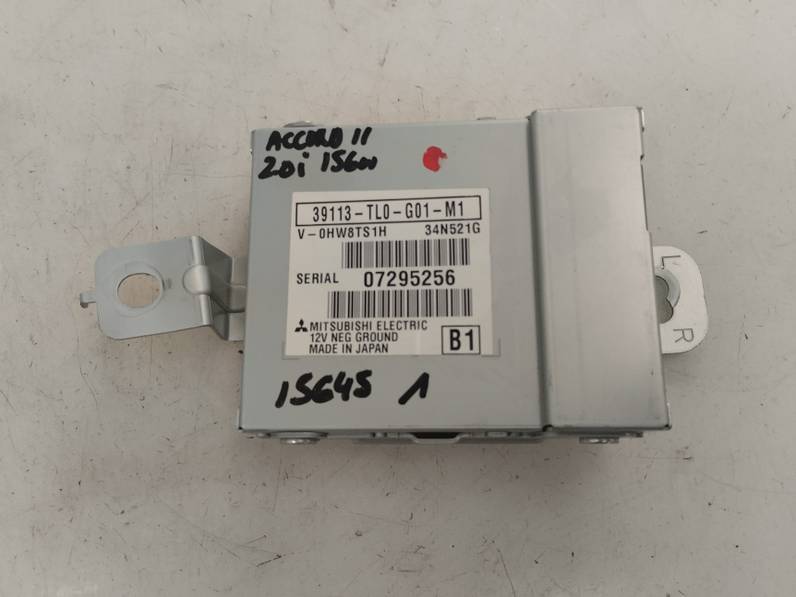 ACCORD 11
2.0i 156W
39113-TL0-G01-M1
V-0HW8TS1H 34N521G
SERIAL 07295256
MITSUBISHI ELECTRIC
12V NEG GROUND
MADE IN JAPAN B1
15645 1
L R